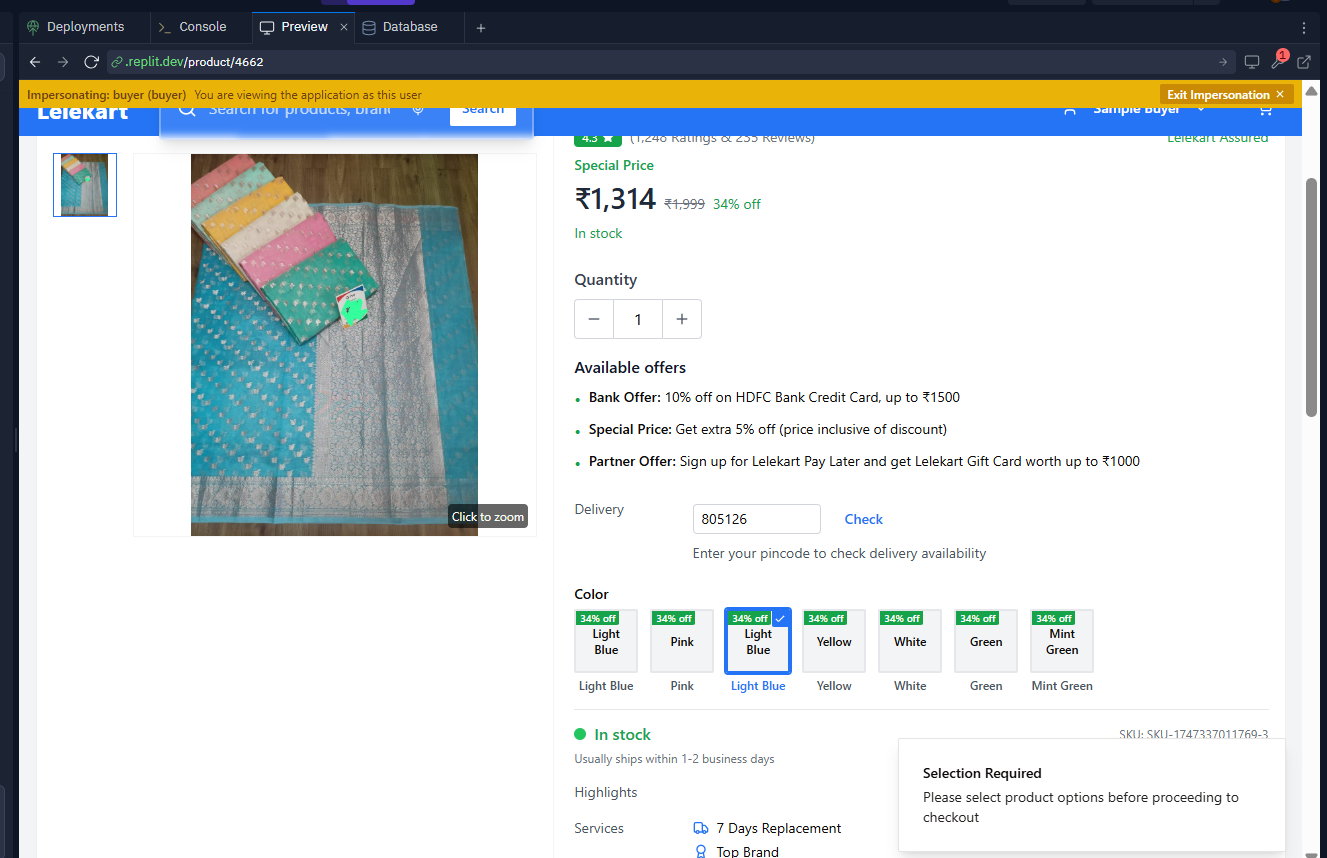 Deployments
Console
Preview ×
Database
+
.replit.dev/product/4662
1
Impersonating: buyer (buyer) You are viewing the application as this user
Exit Impersonation ×
Lelekart
Search for products, bran
Search
Sample Buyer
4.3 ★ (1,248 Ratings & 235 Reviews)
Lelekart Assured
Special Price
₹1,314 ₹1,999 34% off
In stock
Quantity
− 1 +
Available offers
• Bank Offer: 10% off on HDFC Bank Credit Card, up to ₹1500
• Special Price: Get extra 5% off (price inclusive of discount)
• Partner Offer: Sign up for Lelekart Pay Later and get Lelekart Gift Card worth up to ₹1000
Click to zoom
Delivery
805126
Check
Enter your pincode to check delivery availability
Color
34% off 34% off 34% off 34% off 34% off 34% off 34% off
Light Blue Pink Light Blue Yellow White Green Mint Green
Light Blue Pink Light Blue Yellow White Green Mint Green
In stock
SKU: SKU-1747337011769-3
Usually ships within 1-2 business days
Highlights
Services
7 Days Replacement
Top Brand
Selection Required
Please select product options before proceeding to
checkout